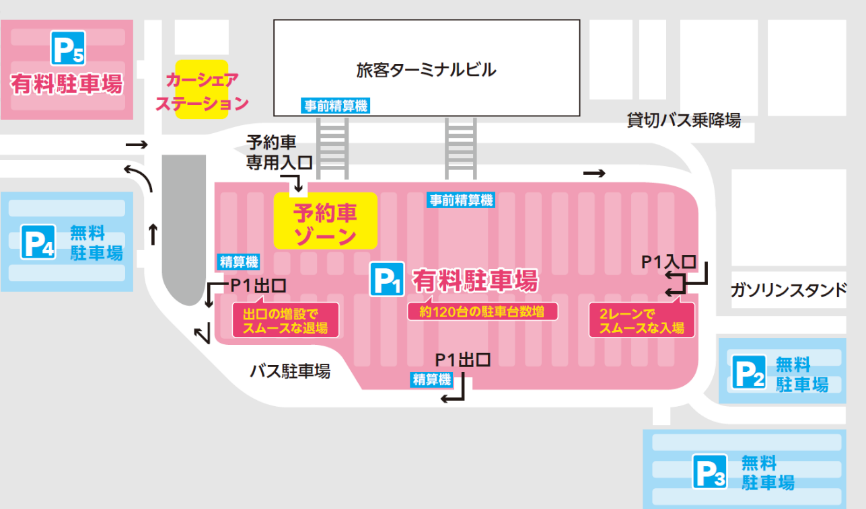 P5
有料駐車場
カーシェア
ステーション
旅客ターミナルビル
事前精算機
貸切バス乗降場
予約車
専用入口
事前精算機
予約車
ゾーン
P4
無料
駐車場
精算機
P1出口
出口の増設で
スムースな退場
P1
有料駐車場
約120台の駐車台数増
P1入口
2レーンで
スムースな入場
ガソリンスタンド
バス駐車場
P1出口
精算機
P2
無料
駐車場
P3
無料
駐車場